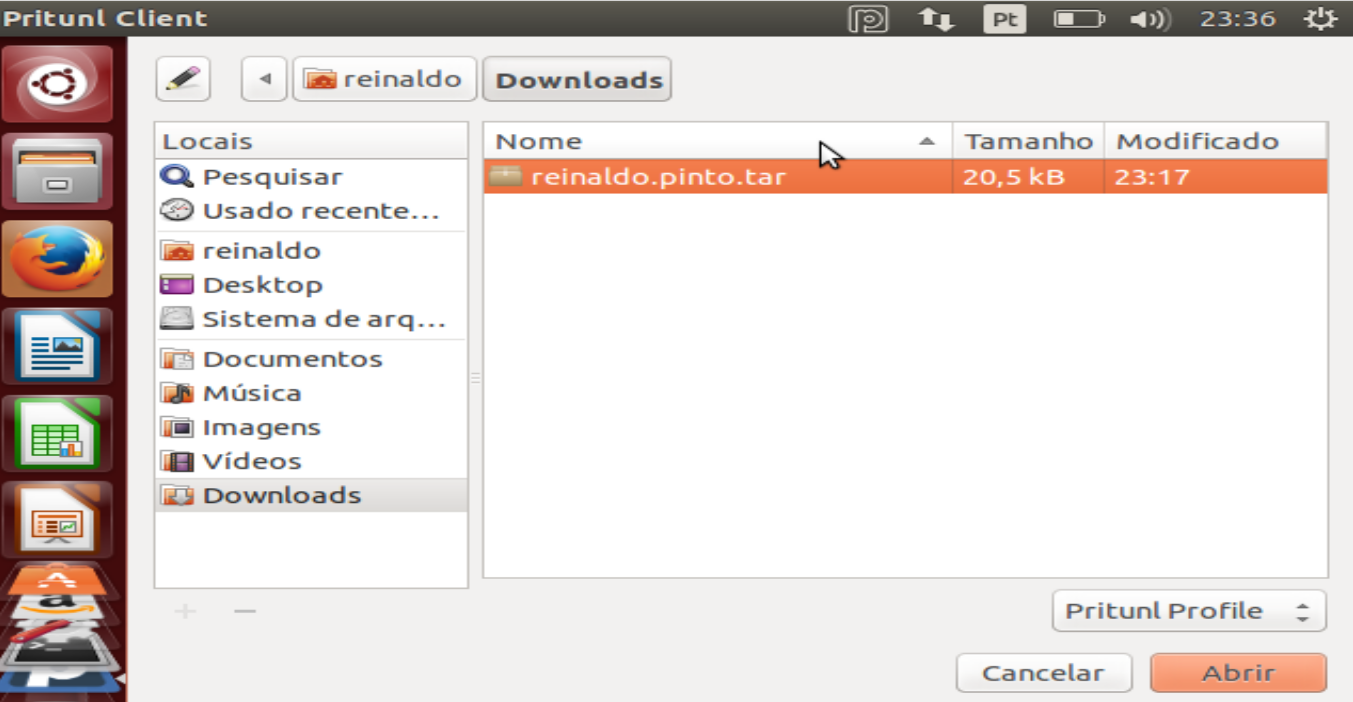 Pritunl Client
Pt
23:36
reinaldo
Downloads
Locais
Pesquisar
Usado recente...
reinaldo
Desktop
Sistema de arq...
Documentos
Música
Imagens
Vídeos
Downloads
Nome Tamanho Modificado
reinaldo.pinto.tar 20,5 kB 23:17
Pritunl Profile
Cancelar
Abrir